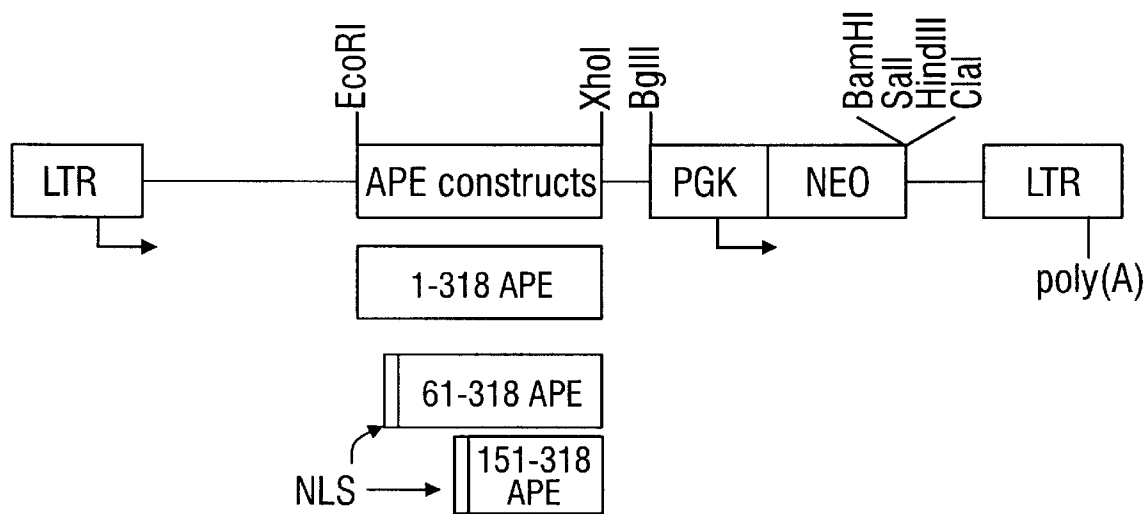 EcoRI
XhoI
BglII
BamHI
SalI
HindIII
ClaI
LTR
APE constructs
PGK
NEO
LTR
poly(A)
1-318 APE
61-318 APE
151-318
APE
NLS